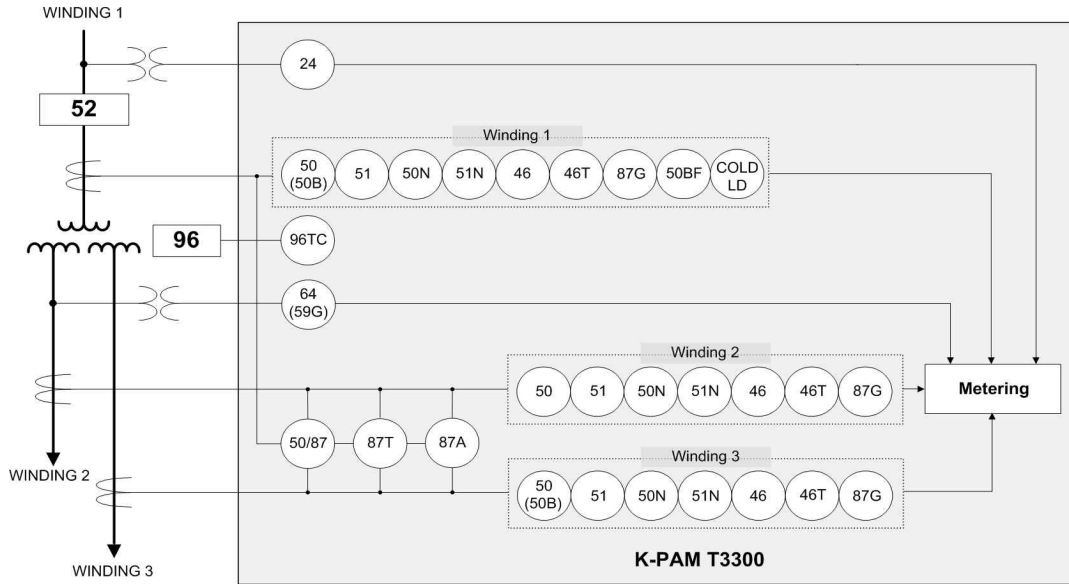 WINDING 1
24
52
Winding 1
50
(50B)
51
50N
51N
46
46T
87G
50BF
COLD
LD
96
96TC
64
(59G)
Winding 2
50
51
50N
51N
46
46T
87G
Metering
50/87
87T
87A
WINDING 2
Winding 3
50
(50B)
51
50N
51N
46
46T
87G
K-PAM T3300
WINDING 3